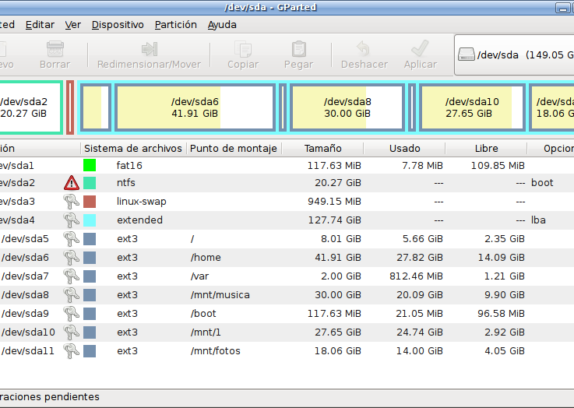 /dev/sda - GParted
ted Editar Ver Dispositivo Partición Ayuda
evo Borrar Redimensionar/Mover Copiar Pegar Deshacer Aplicar /dev/sda (149.05 G
/dev/sda2 /dev/sda6 /dev/sda8 /dev/sda10 /dev/sda
20.27 GiB 41.91 GiB 30.00 GiB 27.65 GiB 18.06 G
ión Sistema de archivos Punto de montaje Tamaño Usado Libre Opcion
ev/sda1 fat16 117.63 MiB 7.78 MiB 109.85 MiB
ev/sda2 ntfs 20.27 GiB --- --- boot
ev/sda3 linux-swap 949.15 MiB --- ---
ev/sda4 extended 127.74 GiB --- --- lba
/dev/sda5 ext3 / 8.01 GiB 5.66 GiB 2.35 GiB
/dev/sda6 ext3 /home 41.91 GiB 27.82 GiB 14.09 GiB
/dev/sda7 ext3 /var 2.00 GiB 812.46 MiB 1.21 GiB
/dev/sda8 ext3 /mnt/musica 30.00 GiB 20.09 GiB 9.90 GiB
/dev/sda9 ext3 /boot 117.63 MiB 21.05 MiB 96.58 MiB
/dev/sda10 ext3 /mnt/1 27.65 GiB 24.74 GiB 2.92 GiB
/dev/sda11 ext3 /mnt/fotos 18.06 GiB 14.00 GiB 4.05 GiB
raciones pendientes